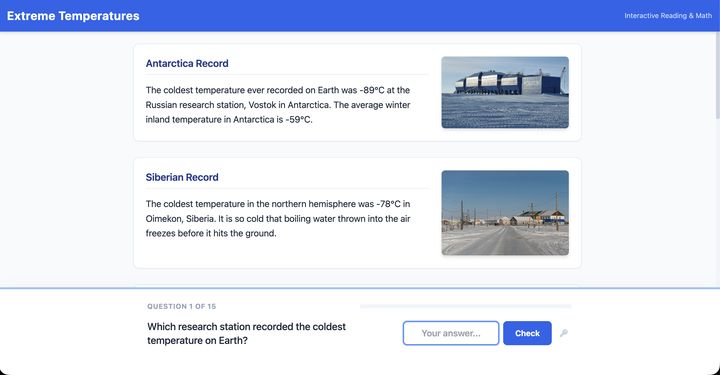 Extreme Temperatures
Interactive Reading & Math
Antarctica Record
The coldest temperature ever recorded on Earth was -89°C at the
Russian research station, Vostok in Antarctica. The average winter
inland temperature in Antarctica is -59°C.
Siberian Record
The coldest temperature in the northern hemisphere was -78°C in
Oimekon, Siberia. It is so cold that boiling water thrown into the air
freezes before it hits the ground.
QUESTION 1 OF 15
Which research station recorded the coldest
temperature on Earth?
Your answer...
Check